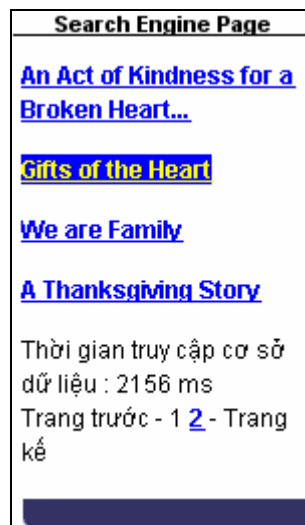 Search Engine Page
An Act of Kindness for a
Broken Heart...
Gifts of the Heart
We are Family
A Thanksgiving Story
Thời gian truy cập cơ sở
dữ liệu : 2156 ms
Trang trước - 1 2 - Trang
kế